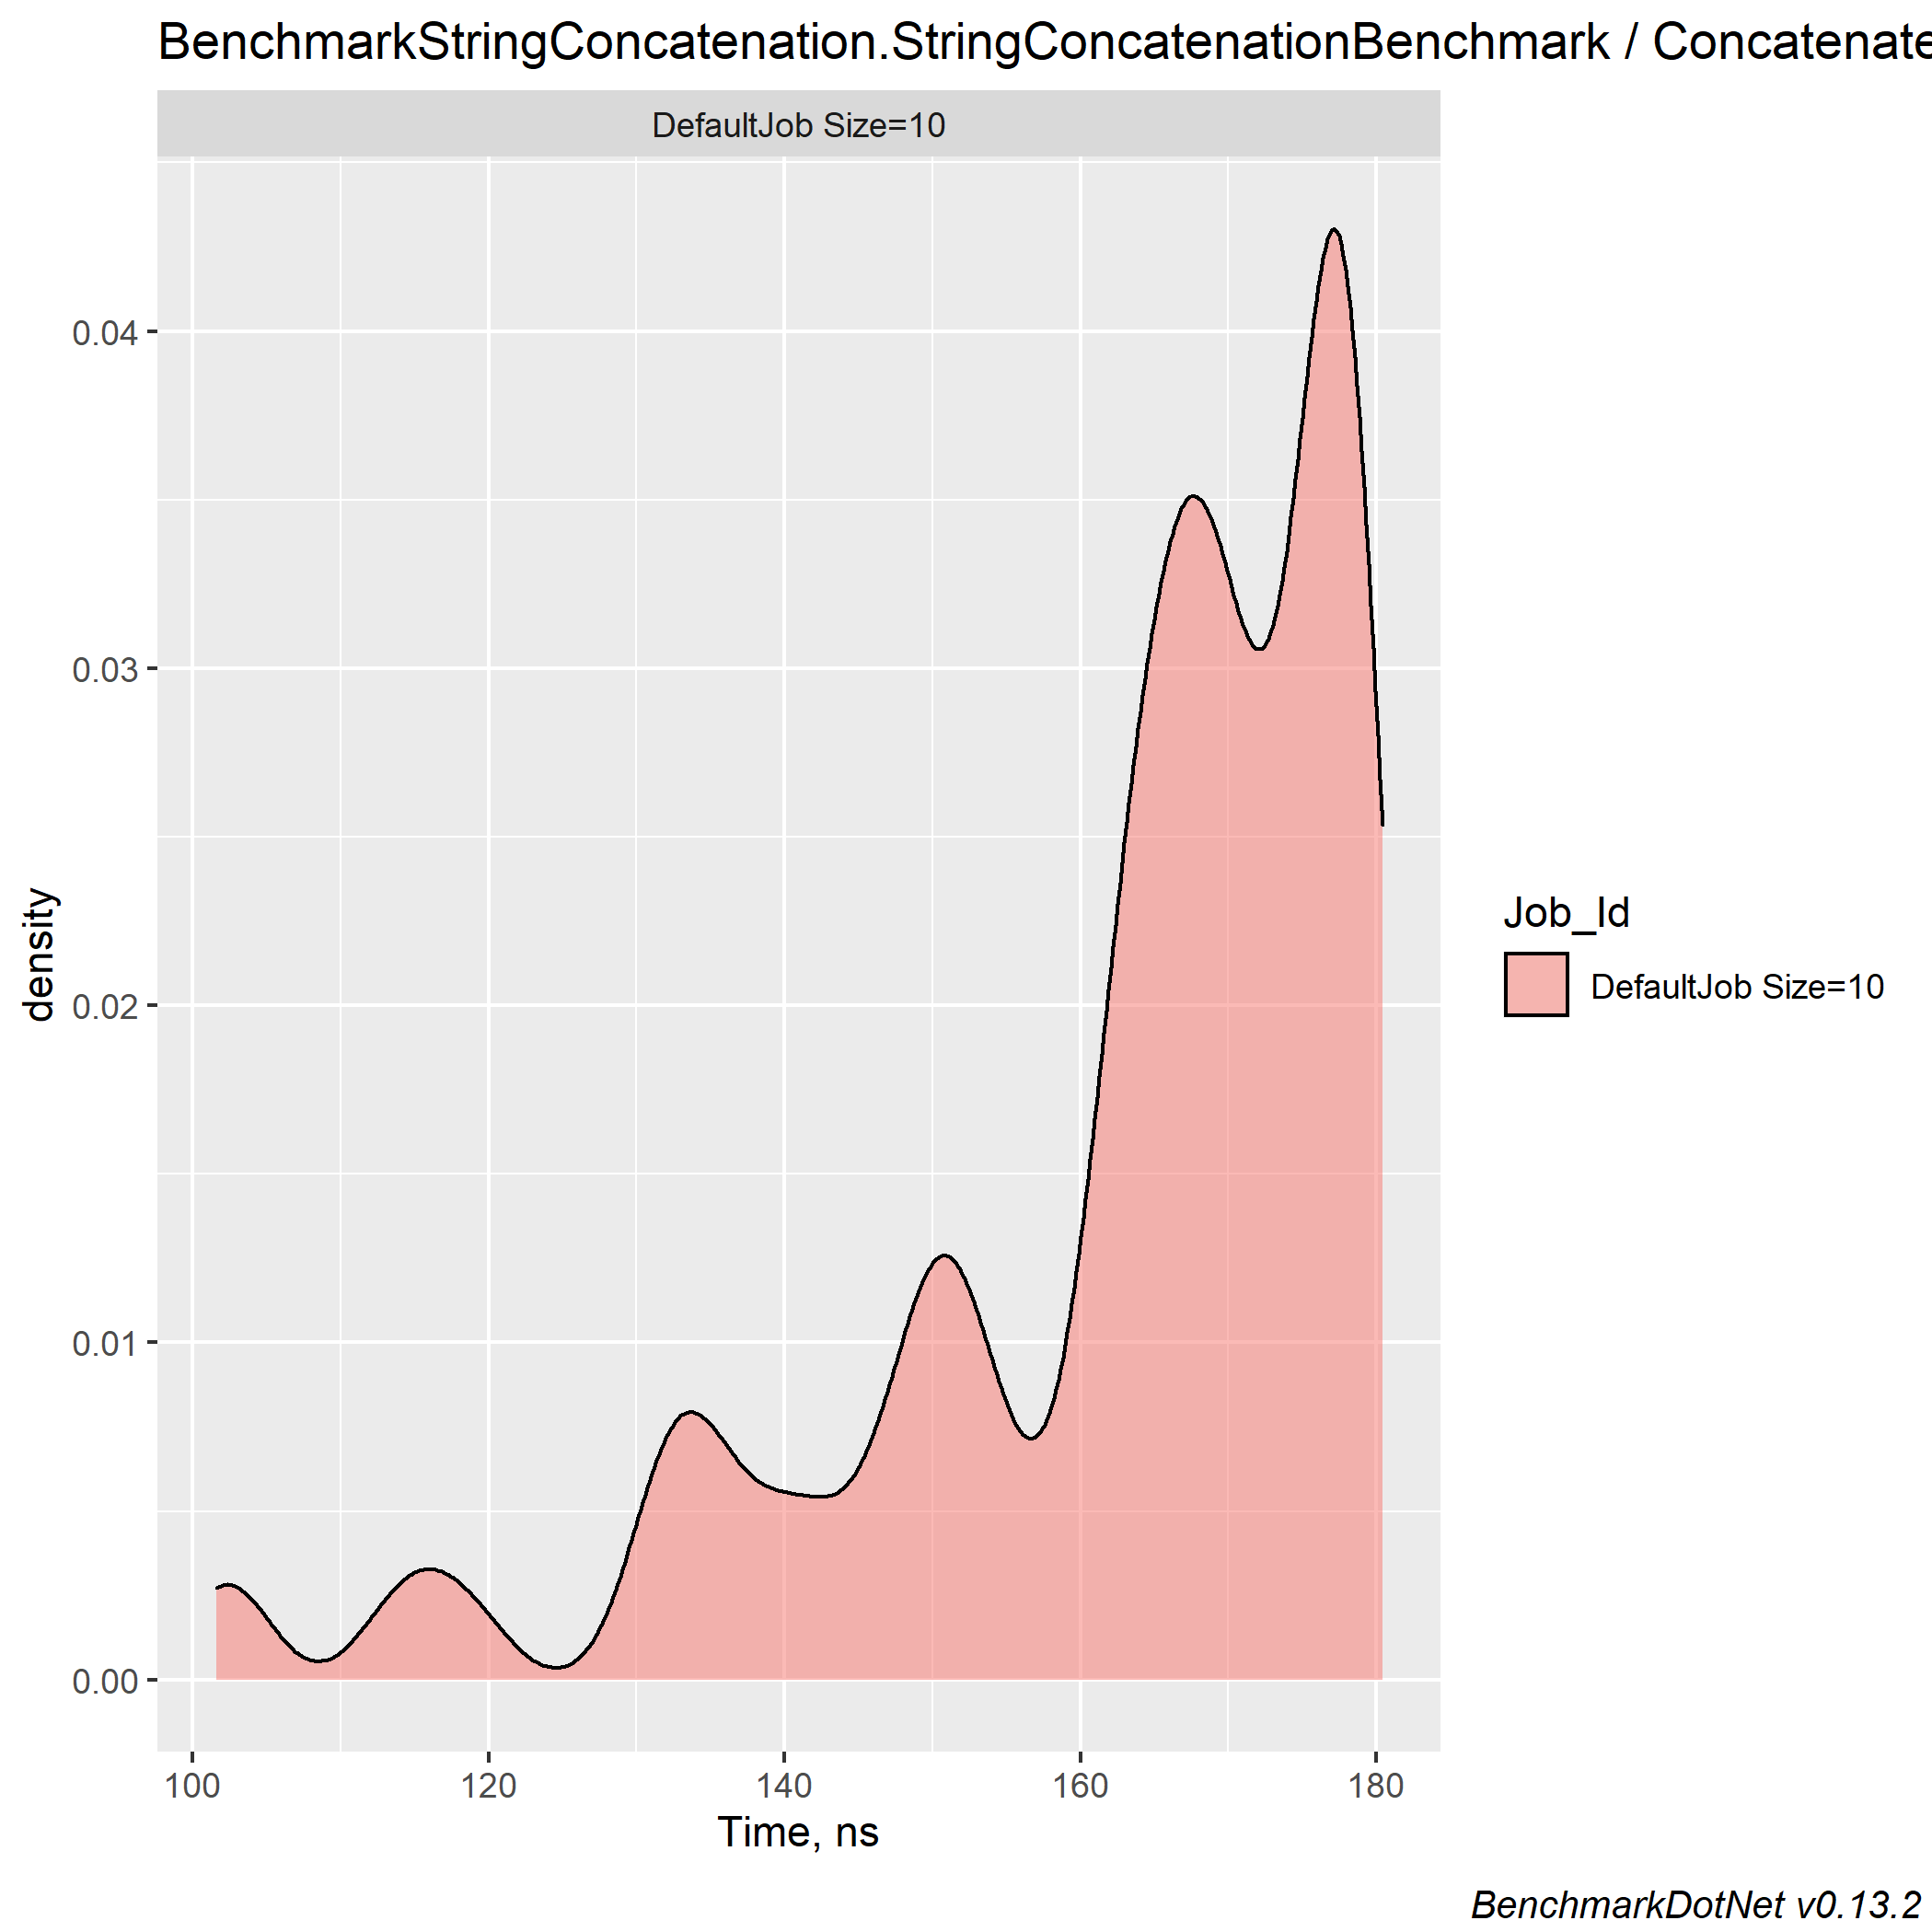 BenchmarkStringConcatenation.StringConcatenationBenchmark / Concatenate
DefaultJob Size=10
0.04
0.03
0.02
0.01
0.00
density
100 120 140 160 180
Time, ns
Job_Id
DefaultJob Size=10
BenchmarkDotNet v0.13.2